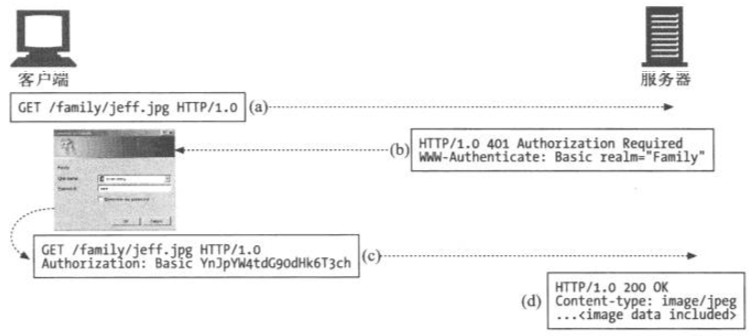 客户端
服务器
GET /family/jeff.jpg HTTP/1.0
(a)
(b)
HTTP/1.0 401 Authorization Required
WWW-Authenticate: Basic realm="Family"
GET /family/jeff.jpg HTTP/1.0
Authorization: Basic YnJpYW4tdG90dHk6T3ch
(c)
(d)
HTTP/1.0 200 OK
Content-type: image/jpeg
...<image data included>